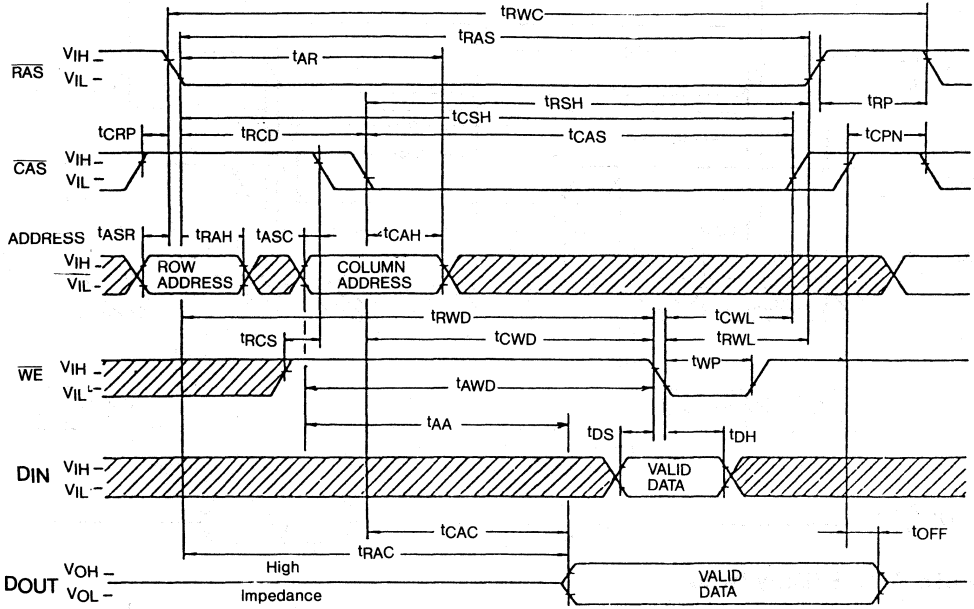 tRWC
tRAS
tAR
RAS
VIH
VIL
tRSH
tRP
tCSH
tCRP
tRCD
tCAS
tCPN
CAS
VIH
VIL
ADDRESS
tASR
tRAH
tASC
tCAH
VIH
VIL
ROW
ADDRESS
COLUMN
ADDRESS
tRWD
tCWL
tRCS
tCWD
tRWL
WE
VIH
VIL
tWP
tAWD
tAA
tDS
tDH
DIN
VIH
VIL
VALID
DATA
tCAC
tOFF
tRAC
DOUT
VOH
VOL
High
Impedance
VALID
DATA